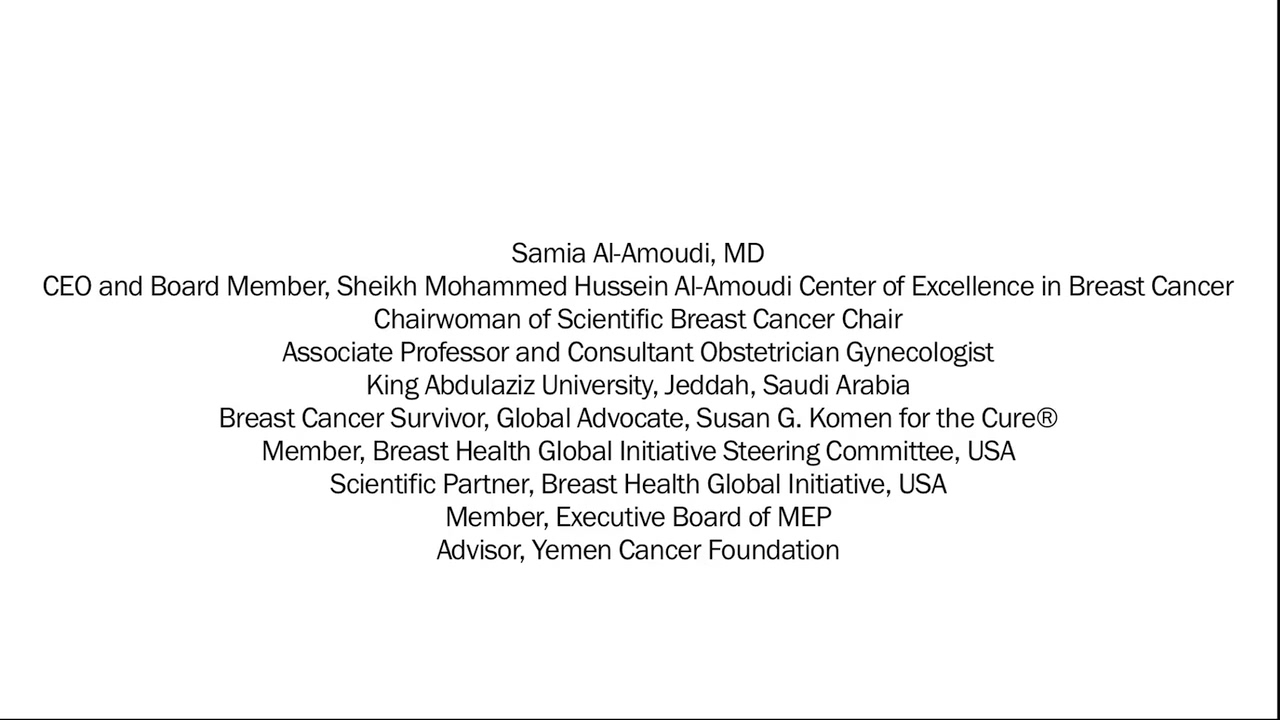 Samia Al-Amoudi, MD
CEO and Board Member, Sheikh Mohammed Hussein Al-Amoudi Center of Excellence in Breast Cancer
Chairwoman of Scientific Breast Cancer Chair
Associate Professor and Consultant Obstetrician Gynecologist
King Abdulaziz University, Jeddah, Saudi Arabia
Breast Cancer Survivor, Global Advocate, Susan G. Komen for the Cure®
Member, Breast Health Global Initiative Steering Committee, USA
Scientific Partner, Breast Health Global Initiative, USA
Member, Executive Board of MEP
Advisor, Yemen Cancer Foundation